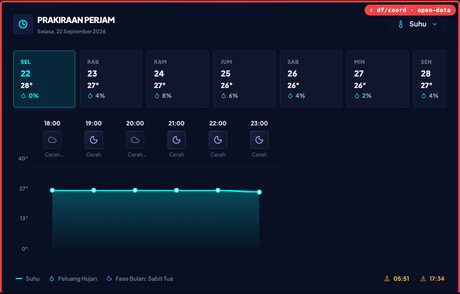 ⚡ df/coord · open-data
PRAKIRAAN PERJAM
Selasa, 22 September 2026
Suhu
SEL RAB KAM JUM SAB MIN SEN
22 23 24 25 26 27 28
28° 27° 27° 26° 26° 26° 27°
0% 4% 8% 6% 4% 2% 4%
18:00 19:00 20:00 21:00 22:00 23:00
Cerah.. Cerah Cerah.. Cerah Cerah Cerah
40°
27°
13°
0°
Suhu Peluang Hujan Fase Bulan: Sabit Tua
05:51 · 17:34